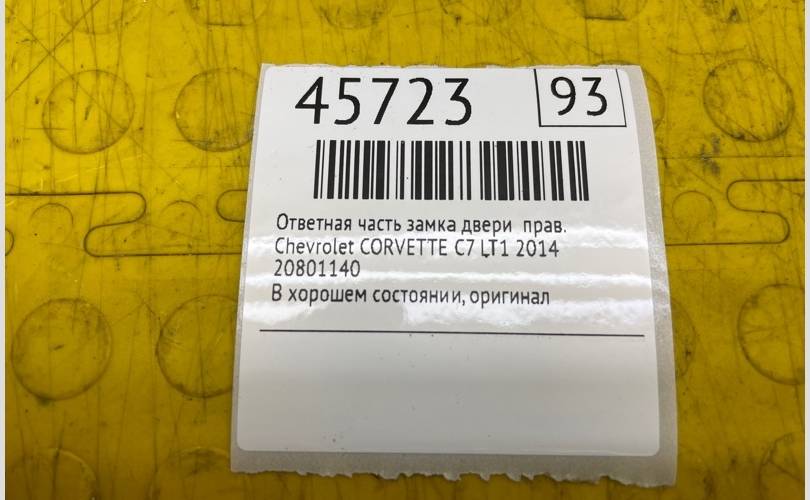 45723
93
Ответная часть замка двери прав.
Chevrolet CORVETTE C7 LT1 2014
20801140
В хорошем состоянии, оригинал